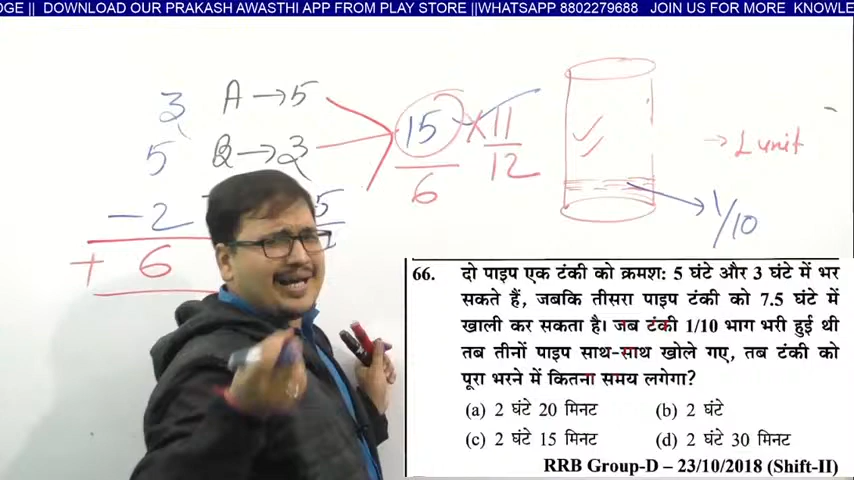 DGE || DOWNLOAD OUR PRAKASH AWASTHI APP FROM PLAY STORE ||WHATSAPP 8802279688 JOIN US FOR MORE KNOWLE
3 A → 5
5 B → 3
- 2
+ 6
15 × 11
6 12
→ 1 unit
1/10
66. दो पाइप एक टंकी को क्रमश: 5 घंटे और 3 घंटे में भर
सकते हैं, जबकि तीसरा पाइप टंकी को 7.5 घंटे में
खाली कर सकता है। जब टंकी 1/10 भाग भरी हुई थी
तब तीनों पाइप साथ-साथ खोले गए, तब टंकी को
पूरा भरने में कितना समय लगेगा?
(a) 2 घंटे 20 मिनट (b) 2 घंटे
(c) 2 घंटे 15 मिनट (d) 2 घंटे 30 मिनट
RRB Group-D – 23/10/2018 (Shift-II)